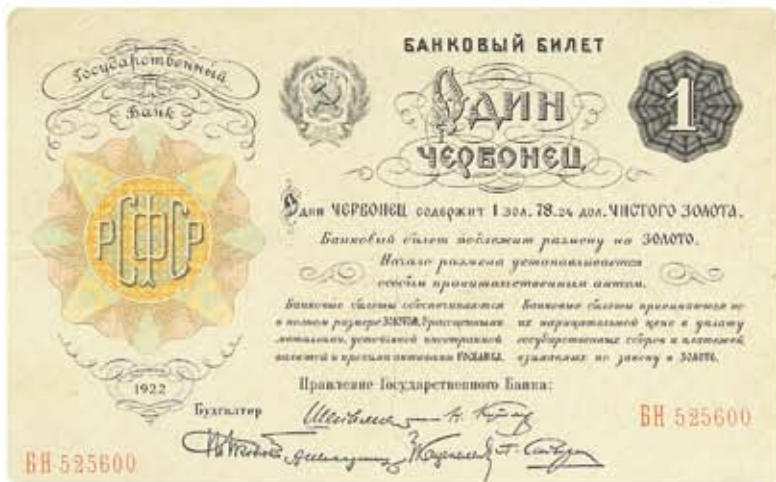 Государственный
Банк
РСФСР
1922
БАНКОВЫЙ БИЛЕТ
1
ОДИН
ЧЕРВОНЕЦ
Один ЧЕРВОНЕЦ содержит 1 зол. 78.24 дол. ЧИСТОГО ЗОЛОТА.
Банковый билет подлежит размену на ЗОЛОТО.
Начало размена устанавливается
особым правительственным актом.
Банковые билеты обеспечиваются
в полном размере ЗОЛОТОМ, драгоценными
металлами, устойчивой иностранной
валютой и прочими активами ГОСБАНКА.
Банковые билеты принимаются по
их нарицательной цене в уплату
государственных сборов и платежей,
взимаемых по закону в ЗОЛОТЕ.
Правление Государственного Банка:
Бухгалтер
БН 525600
БН 525600